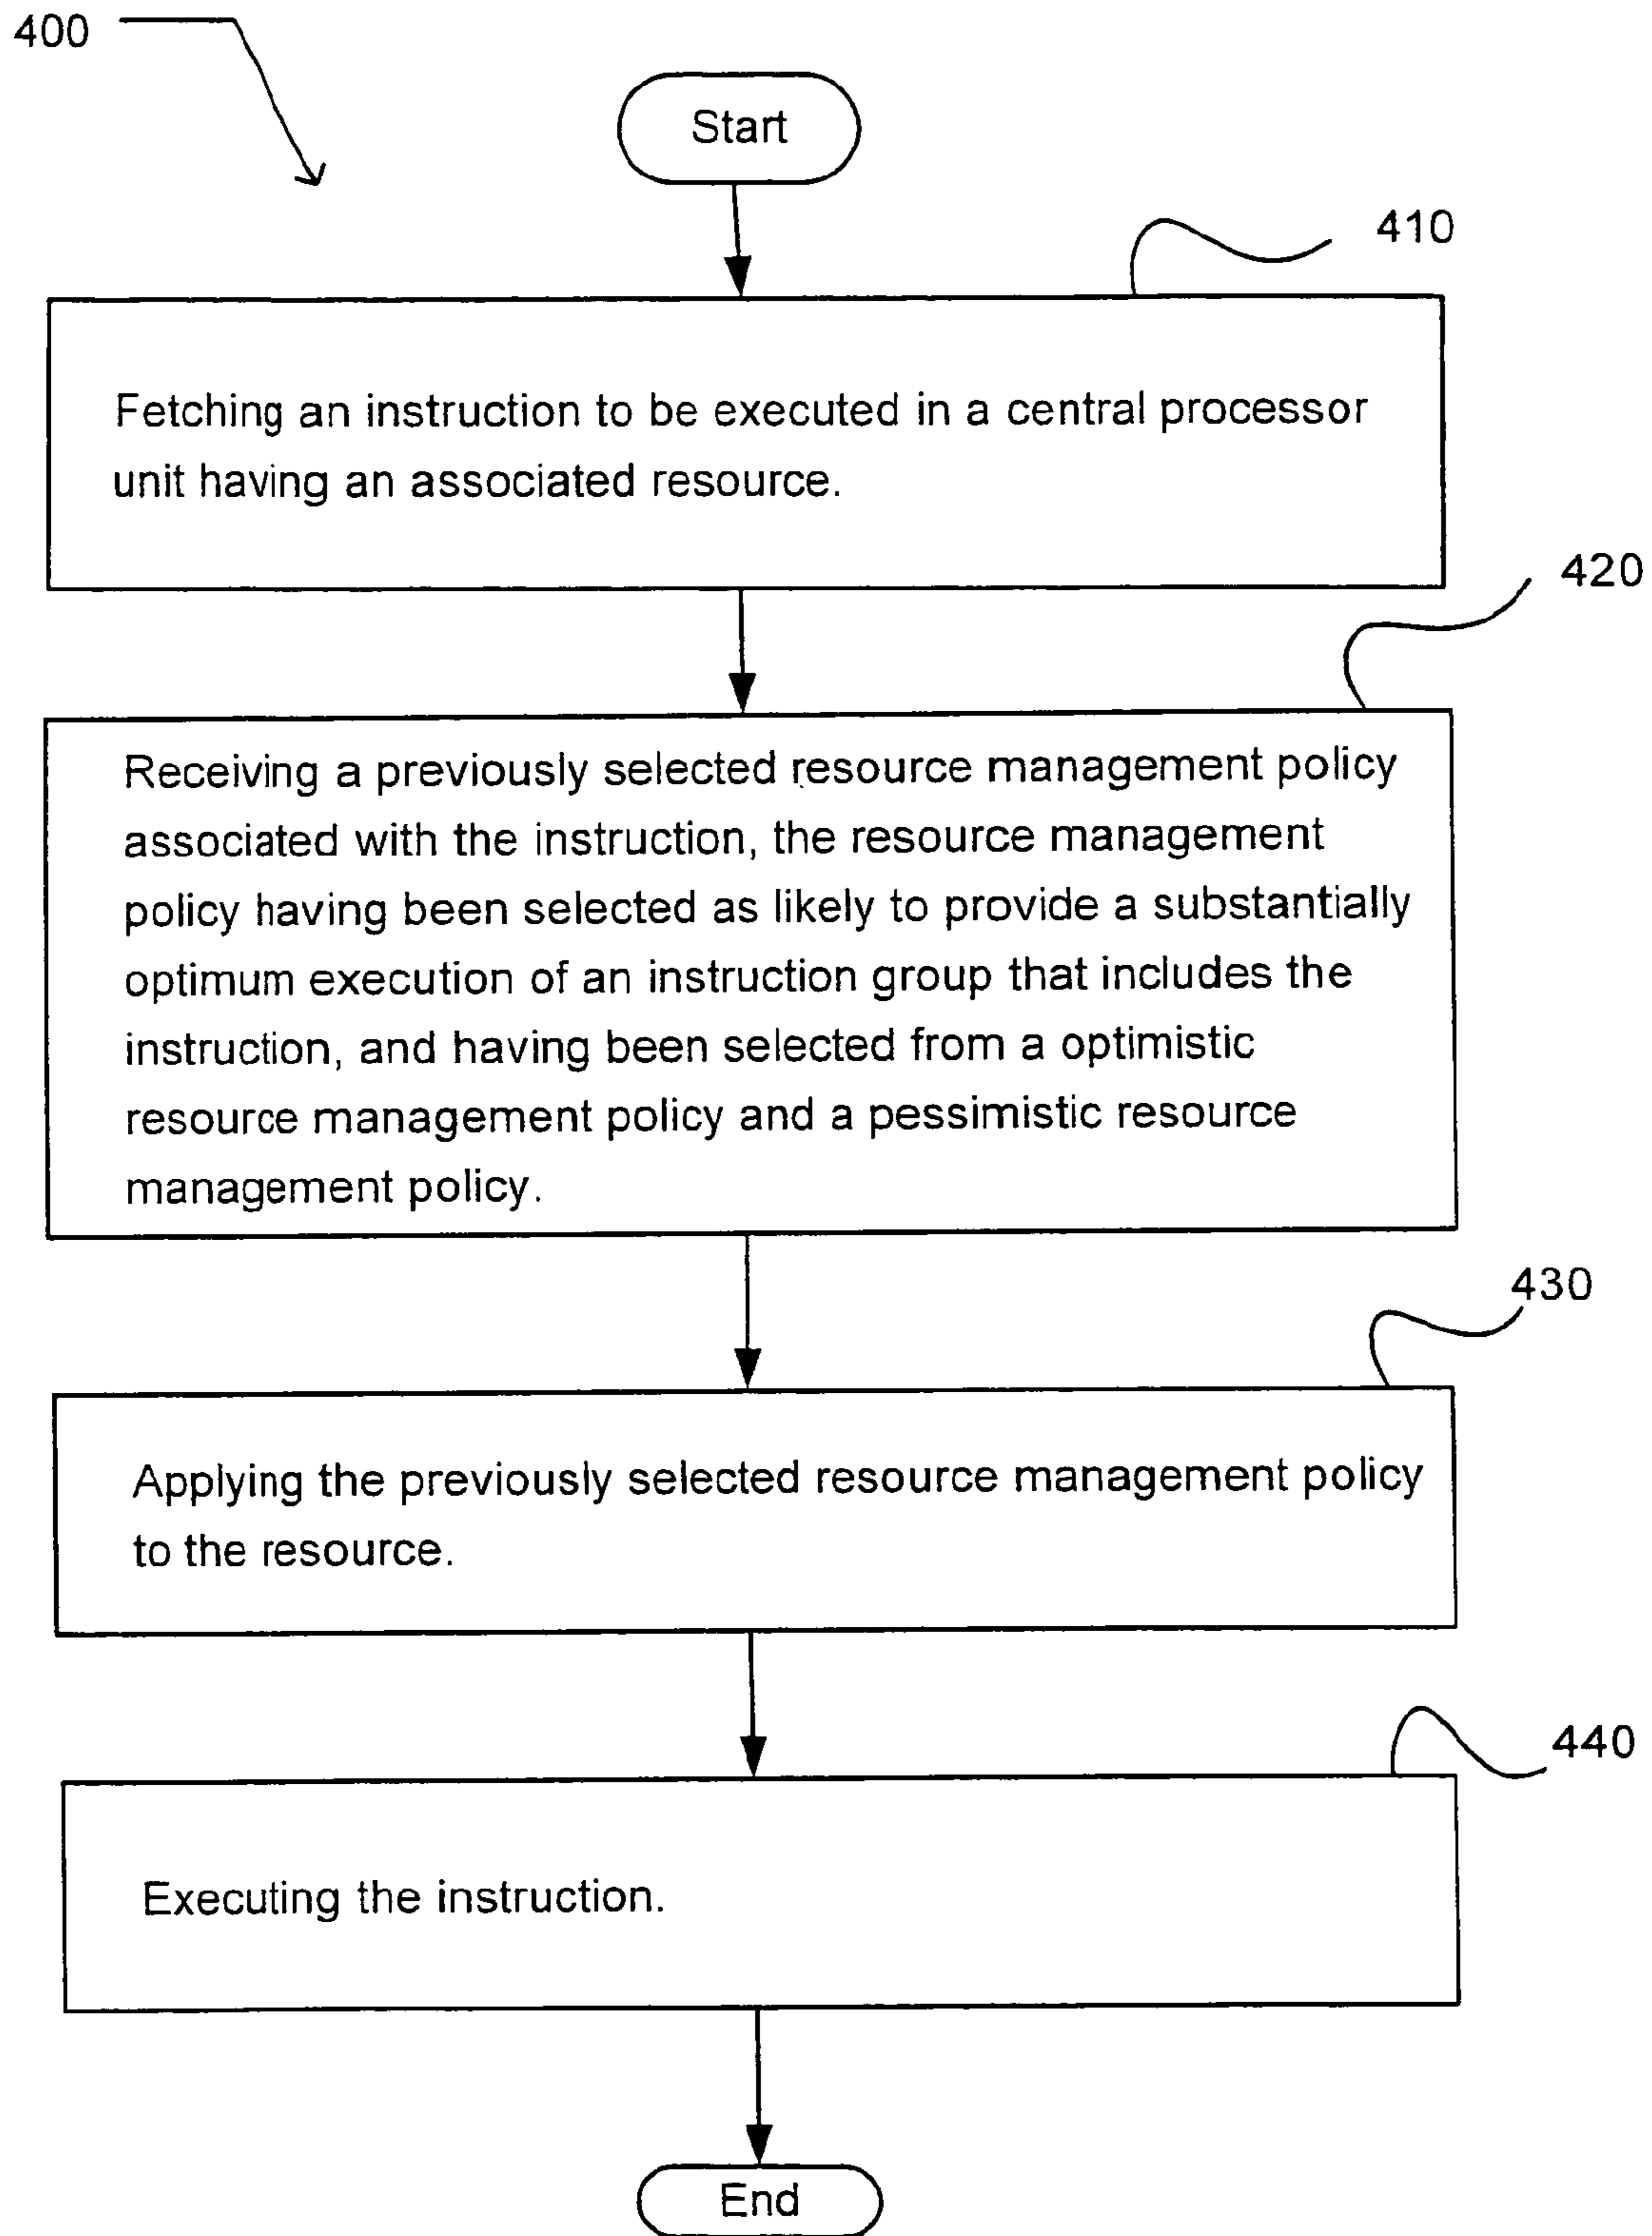 400
Start
410
Fetching an instruction to be executed in a central processor
unit having an associated resource.
420
Receiving a previously selected resource management policy
associated with the instruction, the resource management
policy having been selected as likely to provide a substantially
optimum execution of an instruction group that includes the
instruction, and having been selected from a optimistic
resource management policy and a pessimistic resource
management policy.
430
Applying the previously selected resource management policy
to the resource.
440
Executing the instruction.
End